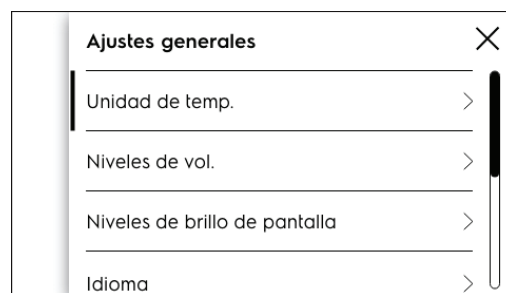 Ajustes generales
Unidad de temp.
Niveles de vol.
Niveles de brillo de pantalla
Idioma